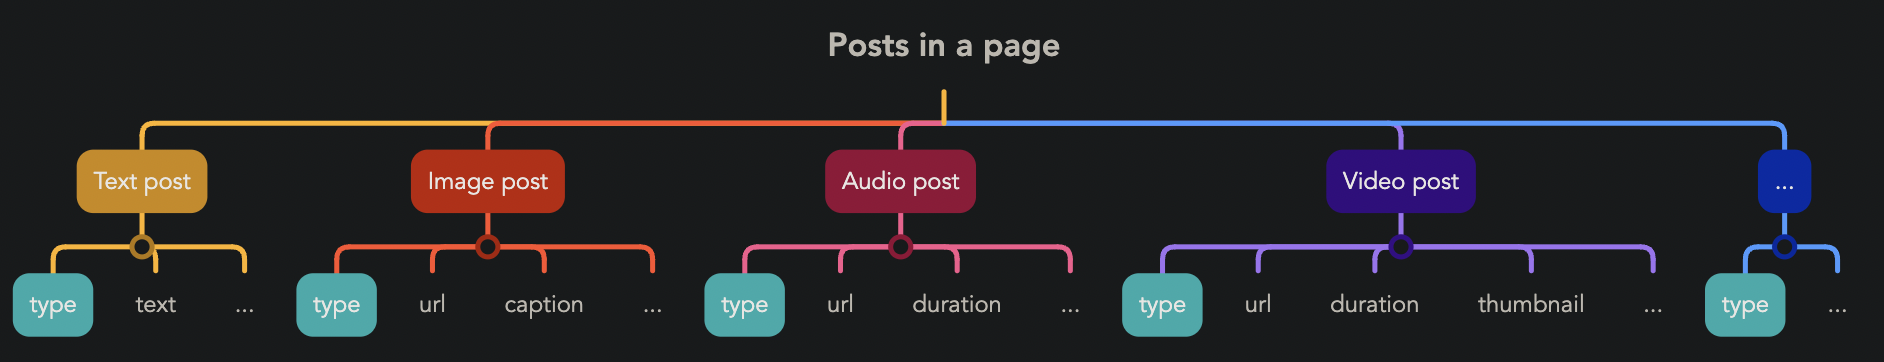 Posts in a page
Text post Image post Audio post Video post ...
type text ... type url caption ... type url duration ... type url duration thumbnail ... type ...